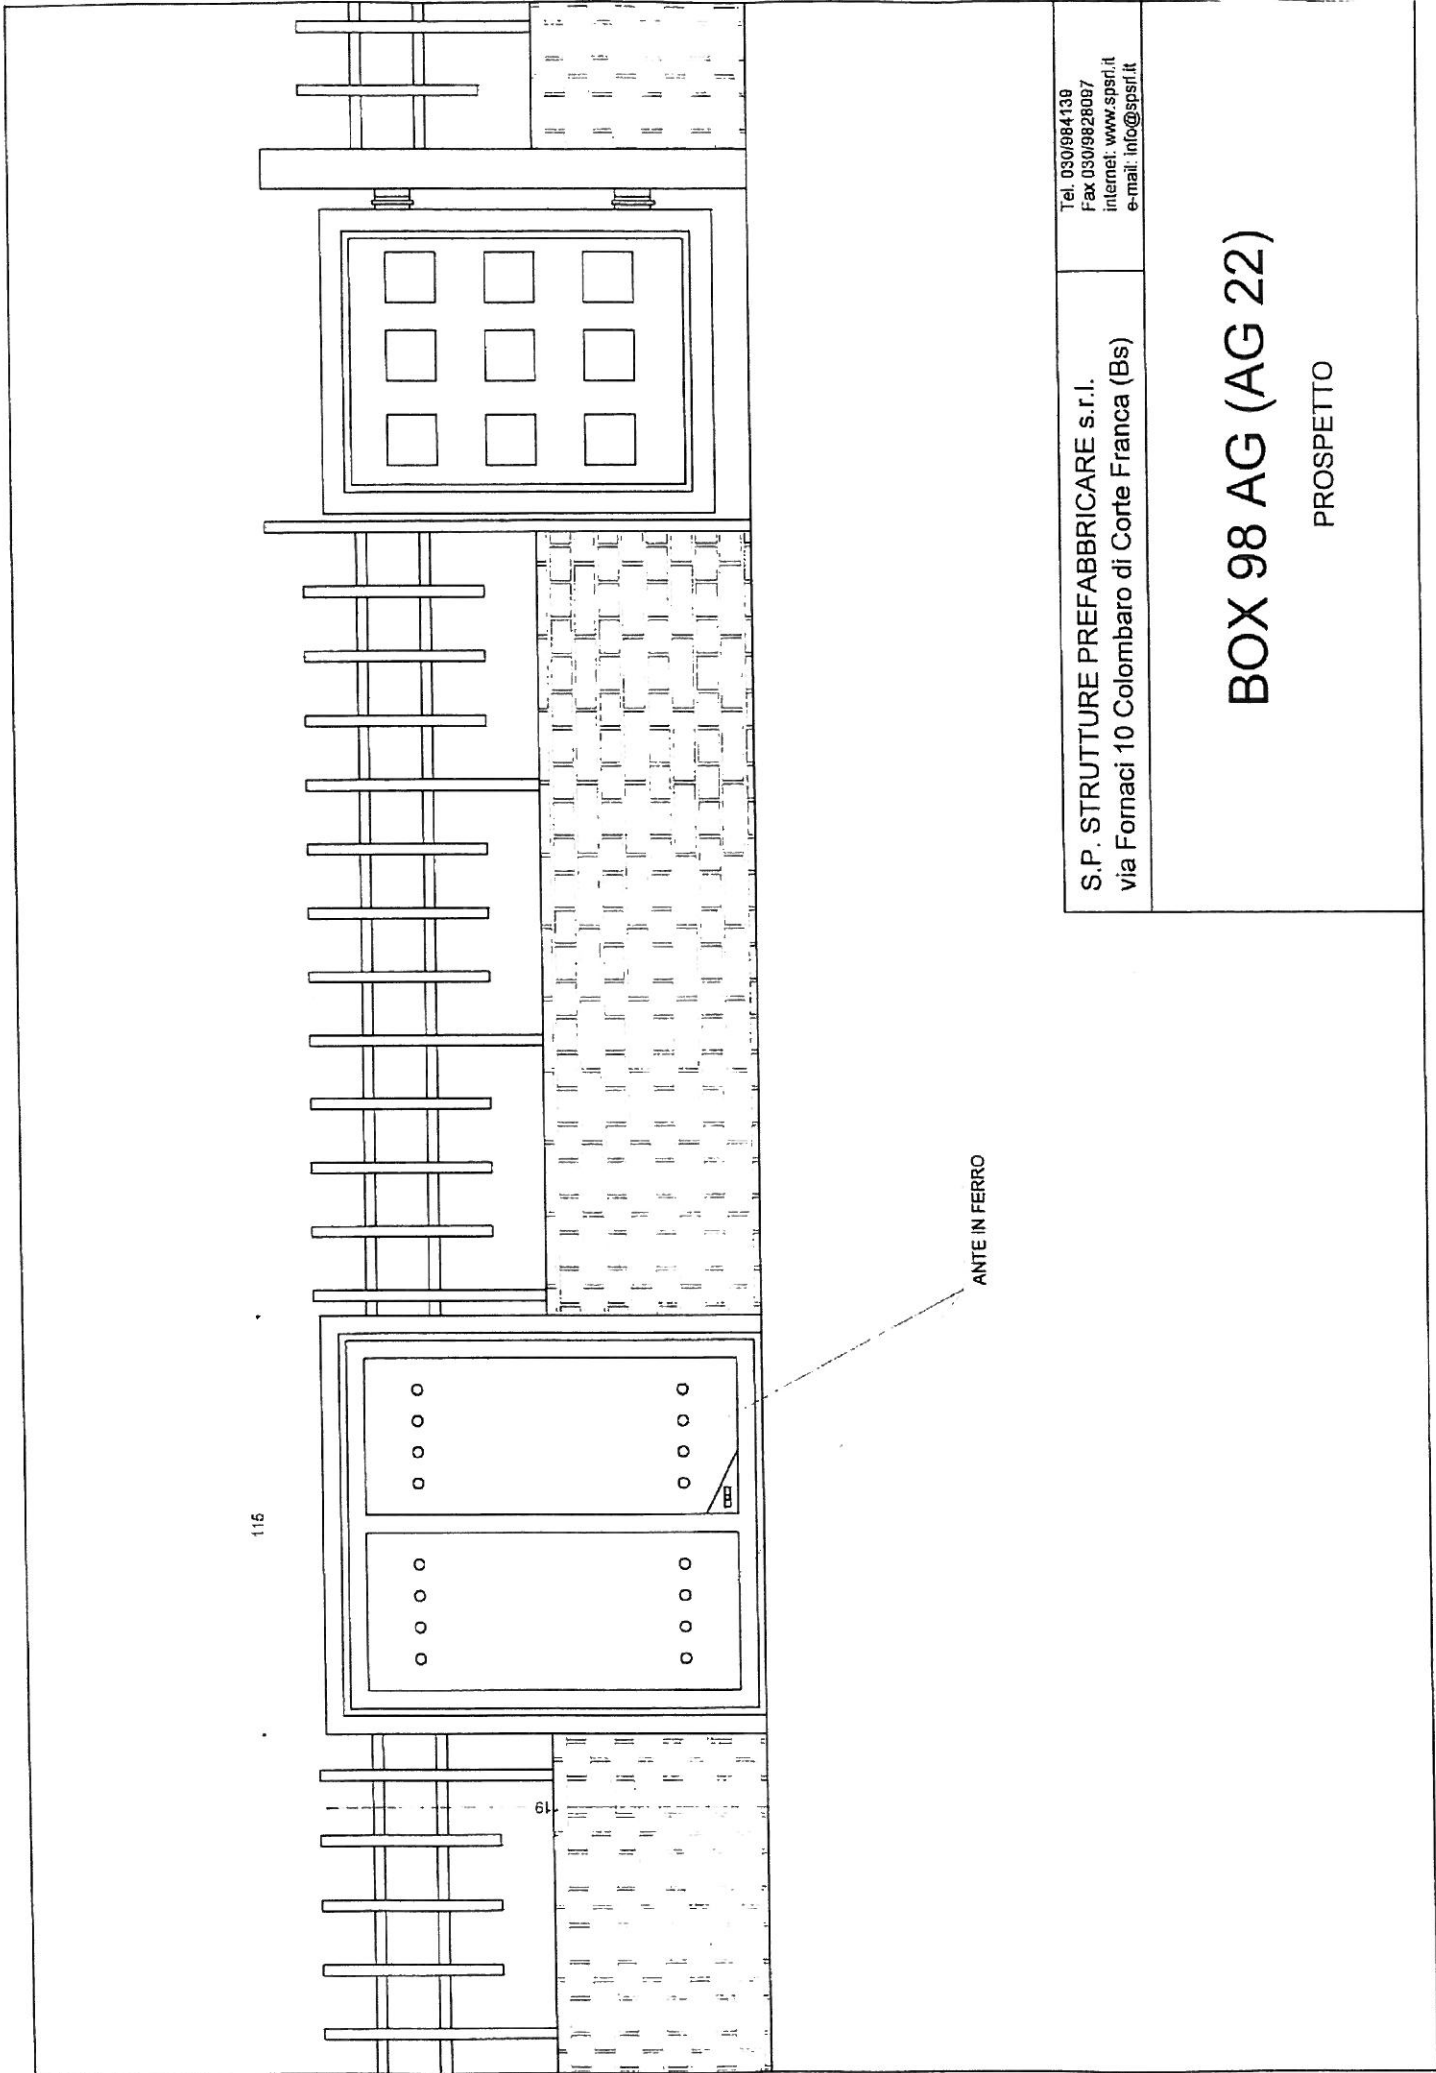 115
19
ANTE IN FERRO
S.P. STRUTTURE PREFABBRICARE s.r.l.
via Fornaci 10 Colombaro di Corte Franca (Bs)
Tel. 030/984139
Fax 030/9828097
internet: www.spsrl.it
e-mail: info@spsrl.it
BOX 98 AG (AG 22)
PROSPETTO